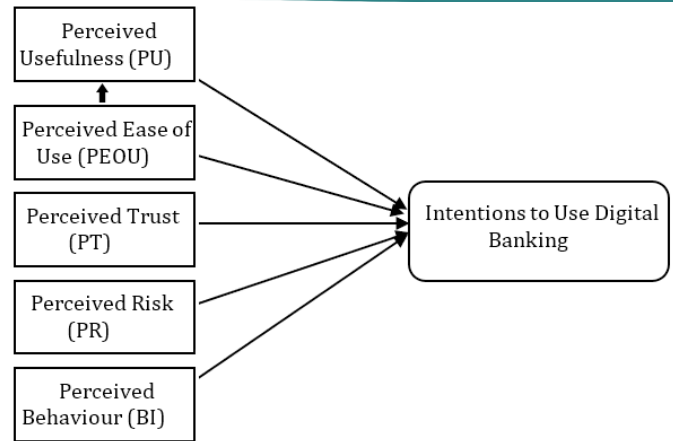 Perceived
Usefulness (PU)
Perceived Ease of
Use (PEOU)
Perceived Trust
(PT)
Perceived Risk
(PR)
Perceived
Behaviour (BI)
Intentions to Use Digital
Banking